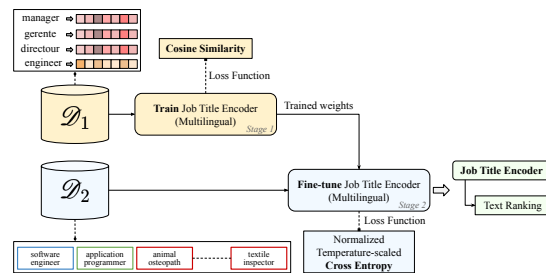 manager
gerente
directour
engineer
Cosine Similarity
Loss Function
𝒟1
Train Job Title Encoder
(Multilingual)
Stage 1
Trained weights
𝒟2
Fine-tune Job Title Encoder
(Multilingual)
Stage 2
Job Title Encoder
Text Ranking
Loss Function
Normalized
Temperature-scaled
Cross Entropy
software
engineer
application
programmer
animal
osteopath
textile
inspector